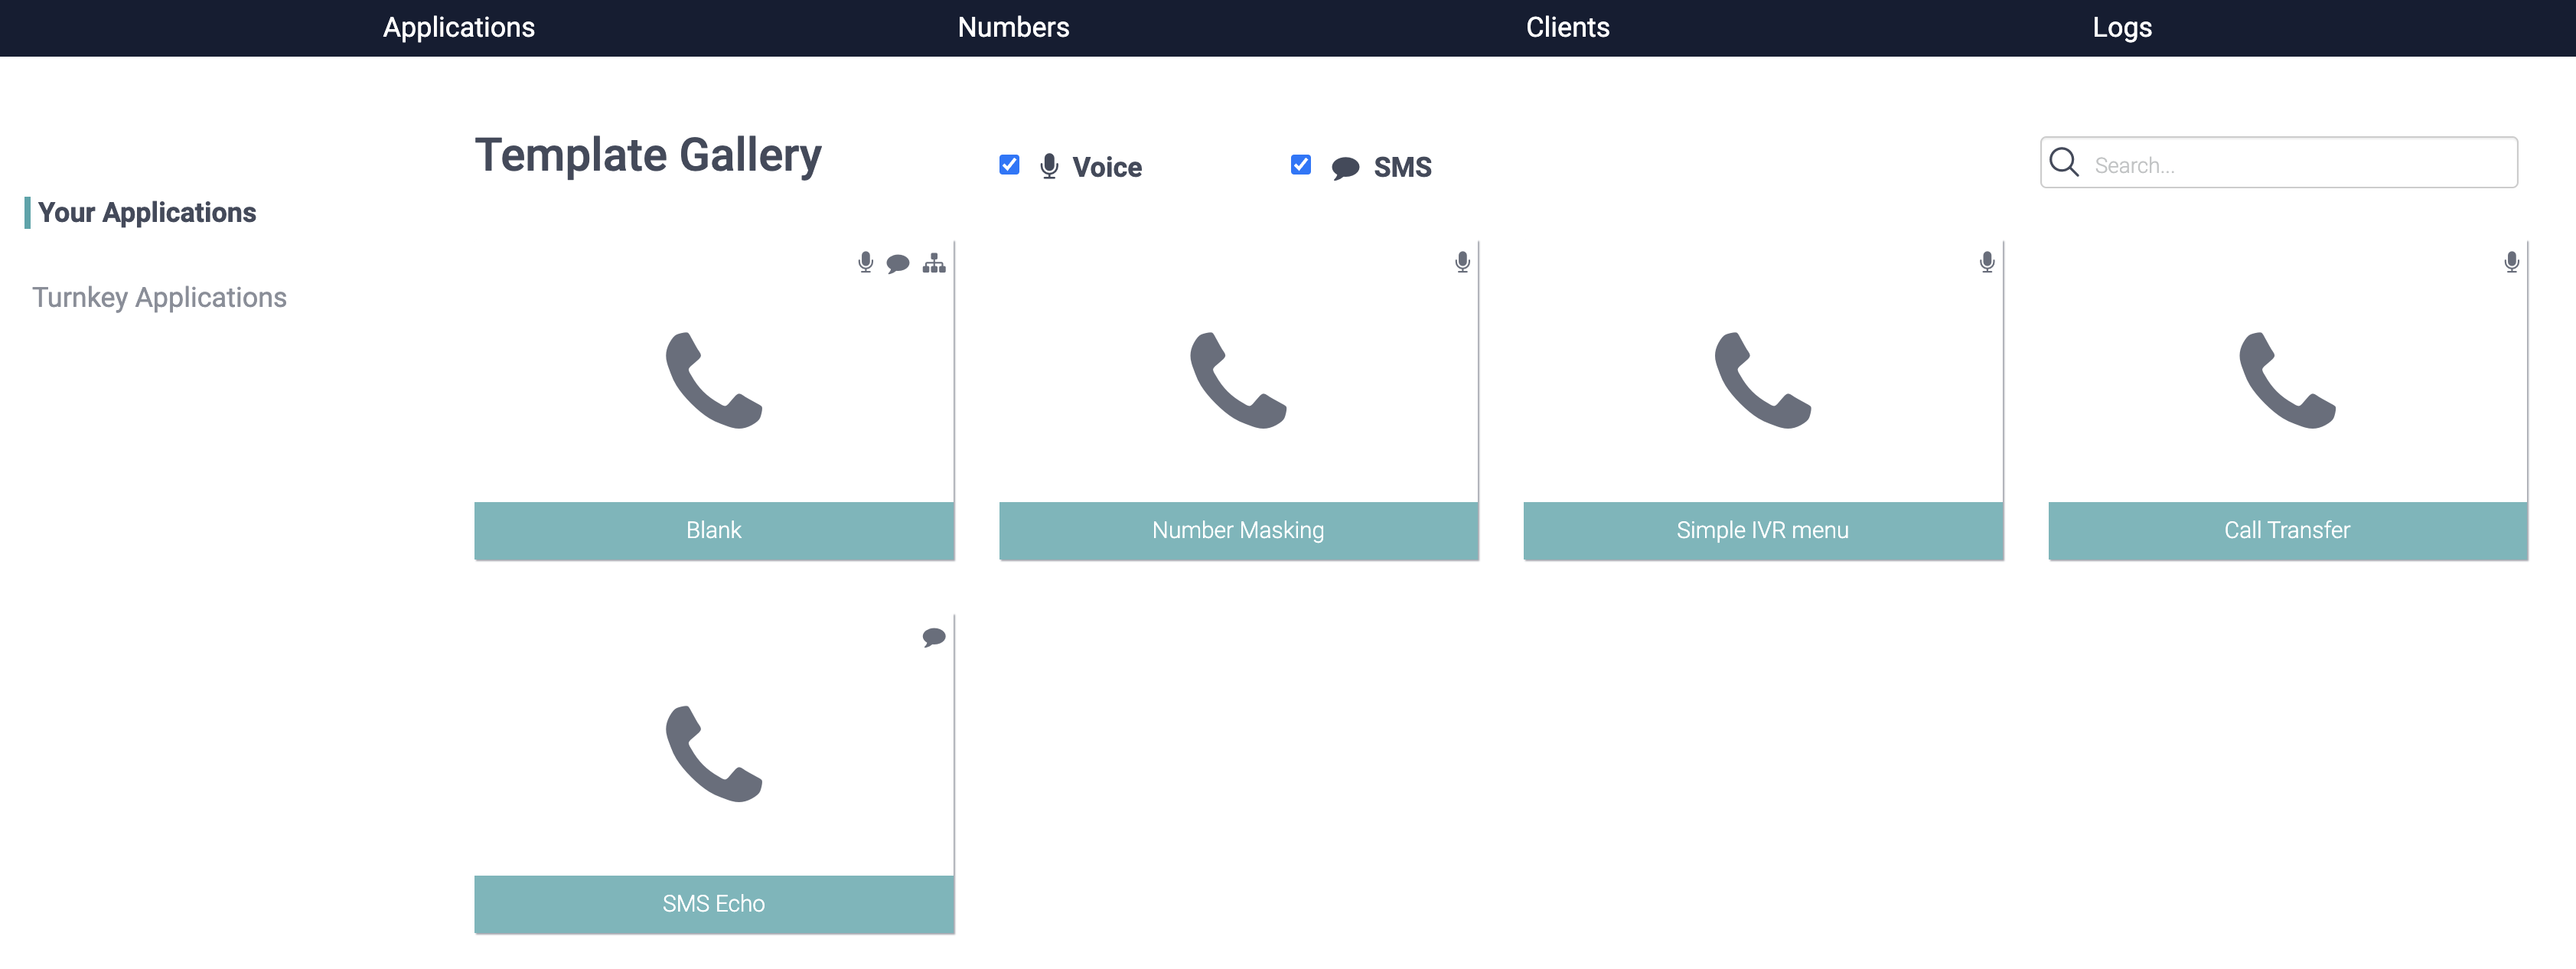 Applications Numbers Clients Logs
Template Gallery
Voice
SMS
Search...
Your Applications
Turnkey Applications
Blank
Number Masking
Simple IVR menu
Call Transfer
SMS Echo